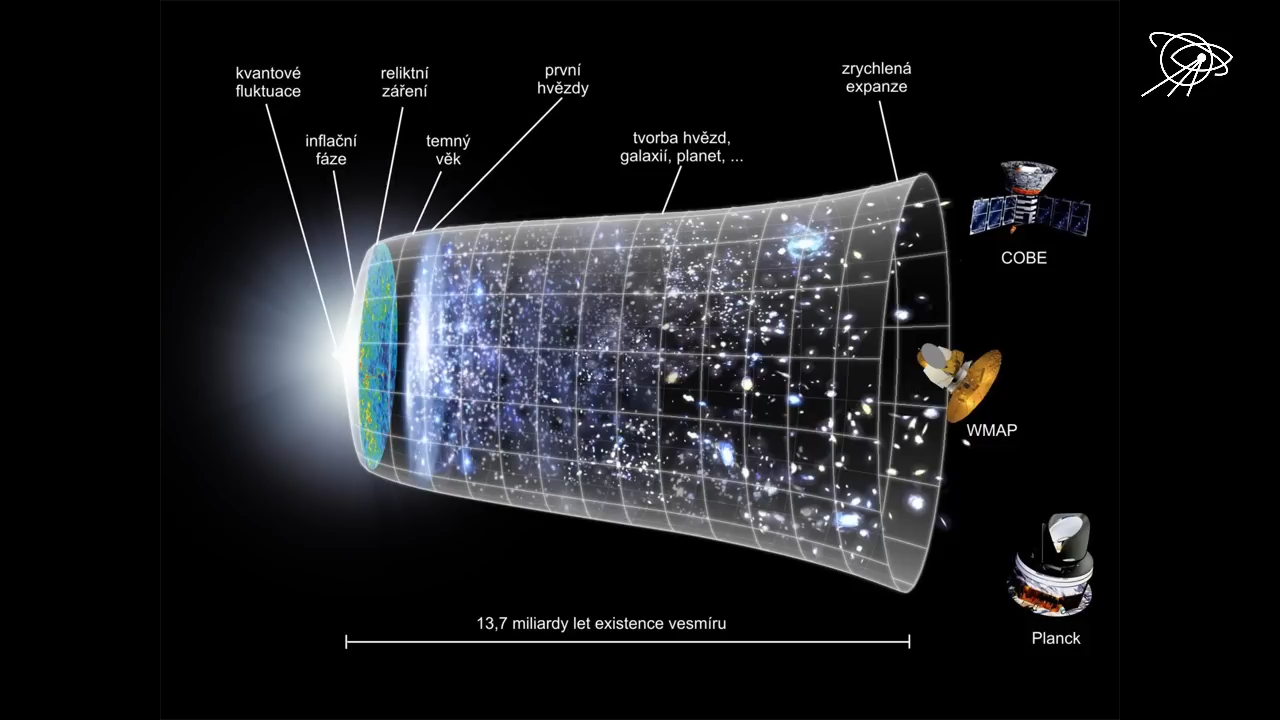 kvantové
fluktuace
inflační
fáze
reliktní
záření
temný
věk
první
hvězdy
tvorba hvězd,
galaxií, planet, ...
zrychlená
expanze
COBE
WMAP
Planck
13,7 miliardy let existence vesmíru